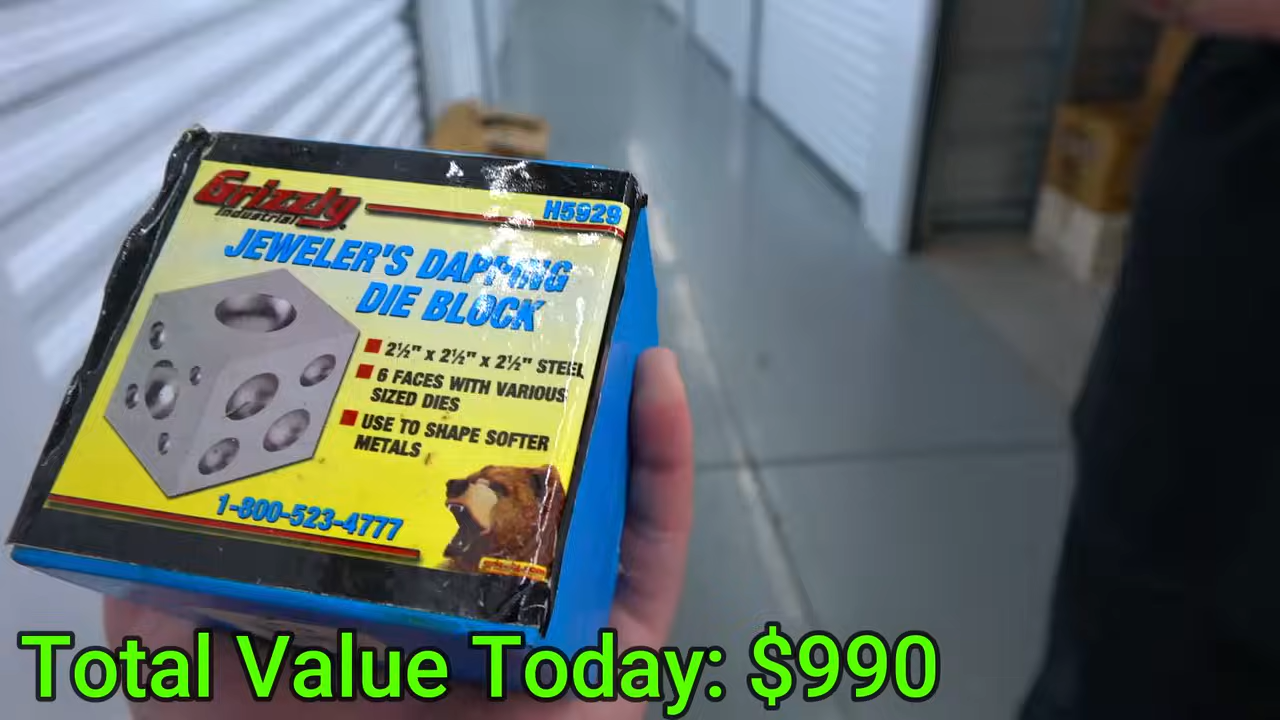 Grizzly
Industrial
H5929
JEWELER'S DAPPING
DIE BLOCK
2½" x 2½" x 2½" STEEL
6 FACES WITH VARIOUS
SIZED DIES
USE TO SHAPE SOFTER
METALS
1-800-523-4777
Total Value Today: $990